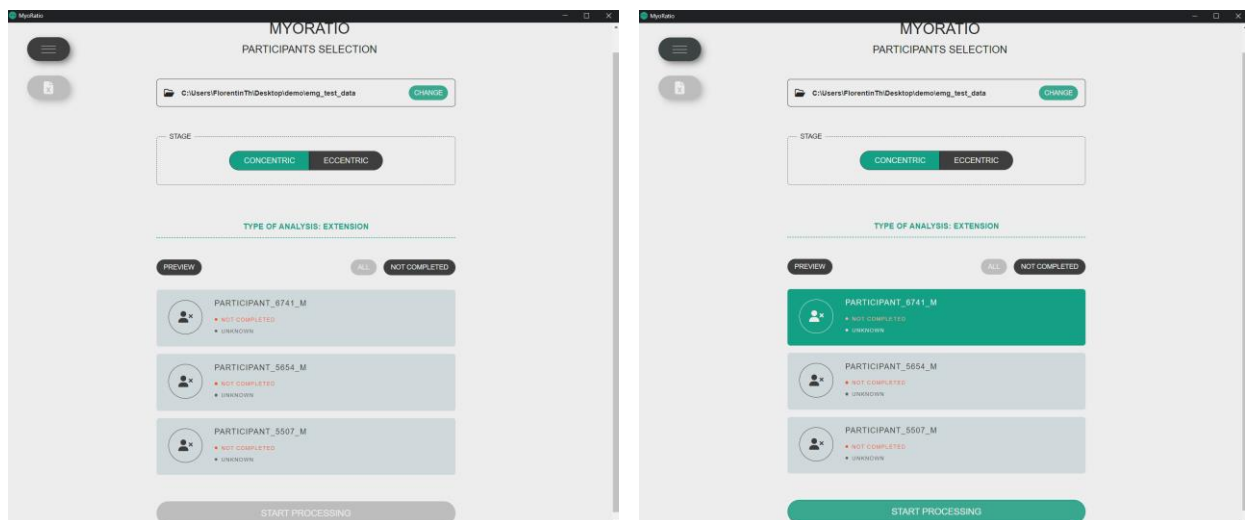 MyoRatio
MYORATIO
PARTICIPANTS SELECTION
C:\Users\FlorentinTh\Desktop\demo\emg_test_data
CHANGE
STAGE
CONCENTRIC
ECCENTRIC
TYPE OF ANALYSIS: EXTENSION
PREVIEW
ALL
NOT COMPLETED
PARTICIPANT_6741_M
NOT COMPLETED
UNKNOWN
PARTICIPANT_5654_M
NOT COMPLETED
UNKNOWN
PARTICIPANT_5507_M
NOT COMPLETED
UNKNOWN
START PROCESSING
MyoRatio
MYORATIO
PARTICIPANTS SELECTION
C:\Users\FlorentinTh\Desktop\demo\emg_test_data
CHANGE
STAGE
CONCENTRIC
ECCENTRIC
TYPE OF ANALYSIS: EXTENSION
PREVIEW
ALL
NOT COMPLETED
PARTICIPANT_6741_M
NOT COMPLETED
UNKNOWN
PARTICIPANT_5654_M
NOT COMPLETED
UNKNOWN
PARTICIPANT_5507_M
NOT COMPLETED
UNKNOWN
START PROCESSING